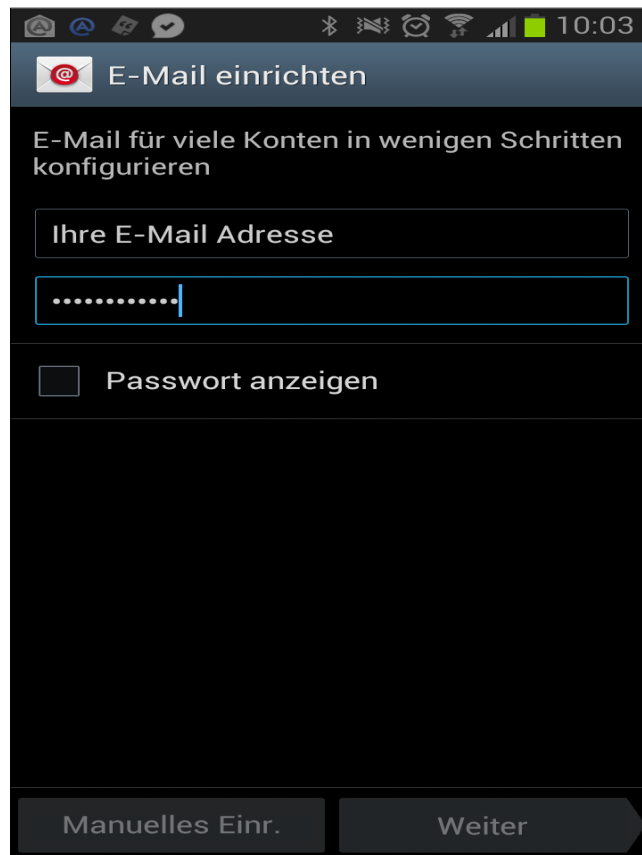 10:03
E-Mail einrichten
E-Mail für viele Konten in wenigen Schritten
konfigurieren
Ihre E-Mail Adresse
••••••••••••
Passwort anzeigen
Manuelles Einr.
Weiter